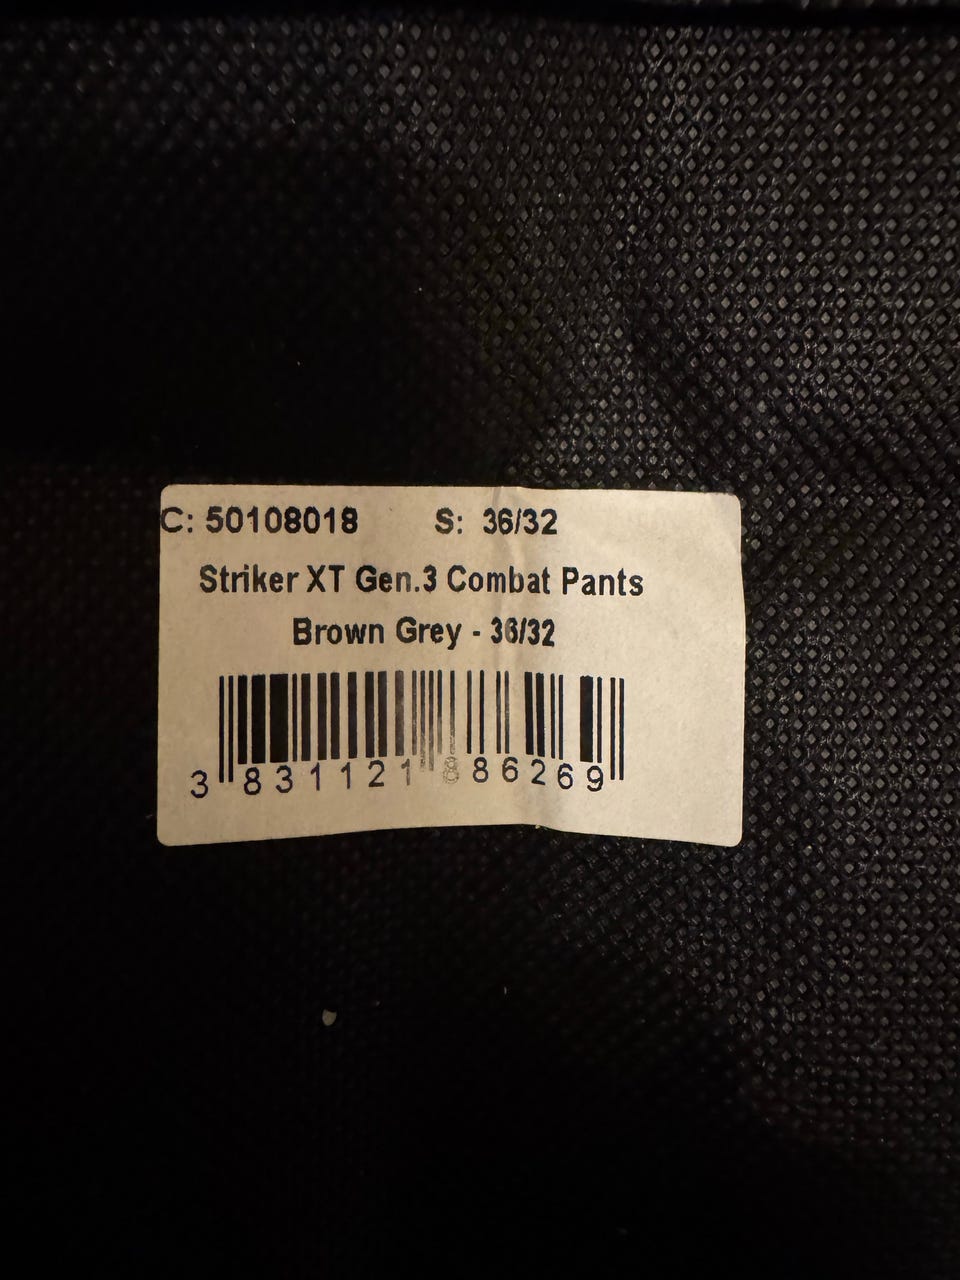 C: 50108018 S: 36/32
Striker XT Gen.3 Combat Pants
Brown Grey - 36/32
3 831121 886269